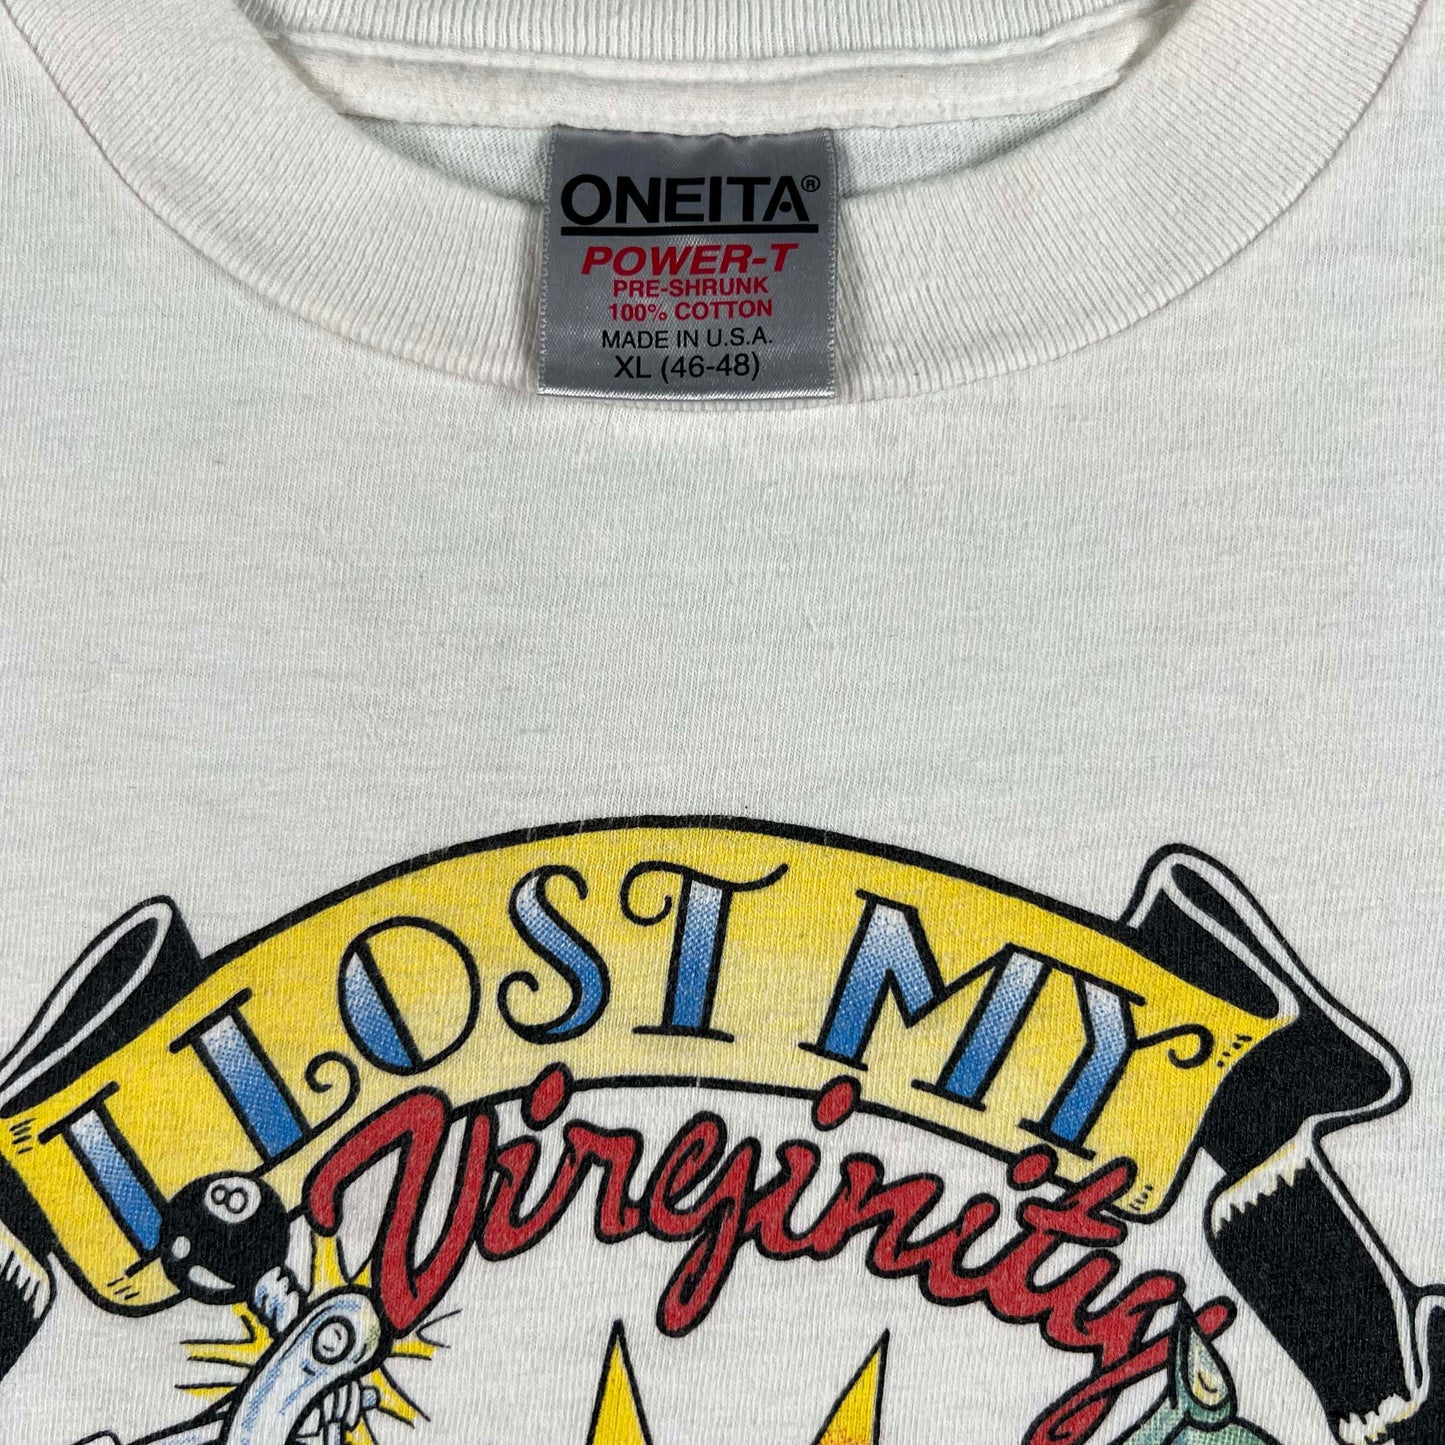 ONEITA®
POWER-T
PRE-SHRUNK
100% COTTON
MADE IN U.S.A.
XL (46-48)
I LOST MY
Virginity
8